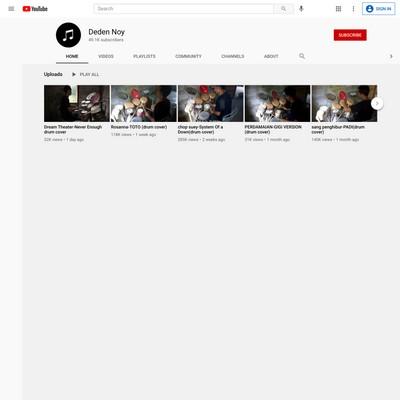 YouTube
Search
SIGN IN
Deden Noy
49.1K subscribers
SUBSCRIBE
HOME VIDEOS PLAYLISTS COMMUNITY CHANNELS ABOUT
Uploads PLAY ALL
Dream Theater-Never Enough drum cover
22K views • 1 day ago
Rosanna-TOTO (drum cover)
118K views • 1 week ago
chop suey-System Of a Down(drum cover)
285K views • 2 weeks ago
PERDAMAIAN-GIGI VERSION (drum cover)
31K views • 1 month ago
sang penghibur-PADI(drum cover)
140K views • 1 month ago